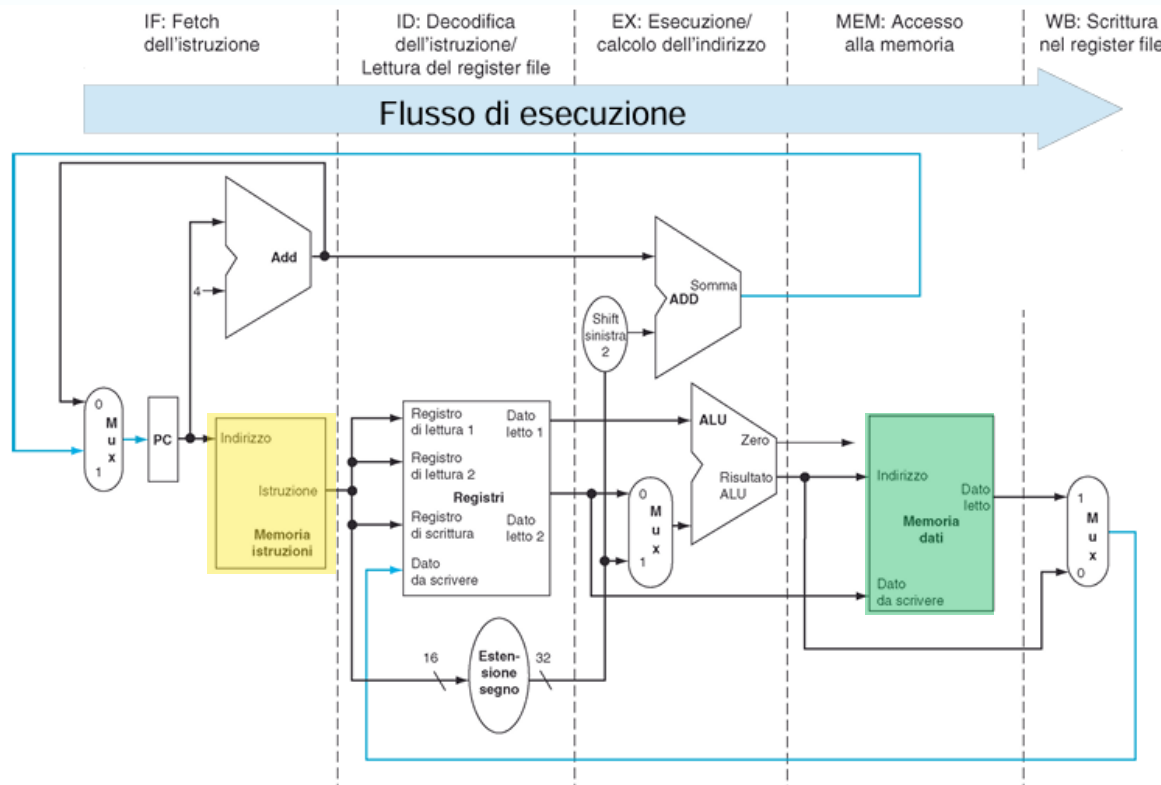 IF: Fetch
dell'istruzione
ID: Decodifica
dell'istruzione/
Lettura del register file
EX: Esecuzione/
calcolo dell'indirizzo
MEM: Accesso
alla memoria
WB: Scrittura
nel register file
Flusso di esecuzione
Add
4
ADD
Somma
Shift
sinistra
2
0
M
u
x
1
PC
Indirizzo
Istruzione
Memoria
istruzioni
Registro
di lettura 1
Registro
di lettura 2
Registro
di scrittura
Dato
da scrivere
Dato
letto 1
Registri
Dato
letto 2
16
Esten-
sione
segno
32
0
M
u
x
1
ALU
Zero
Risultato
ALU
Indirizzo
Dato
letto
Memoria
dati
Dato
da scrivere
1
M
u
x
0